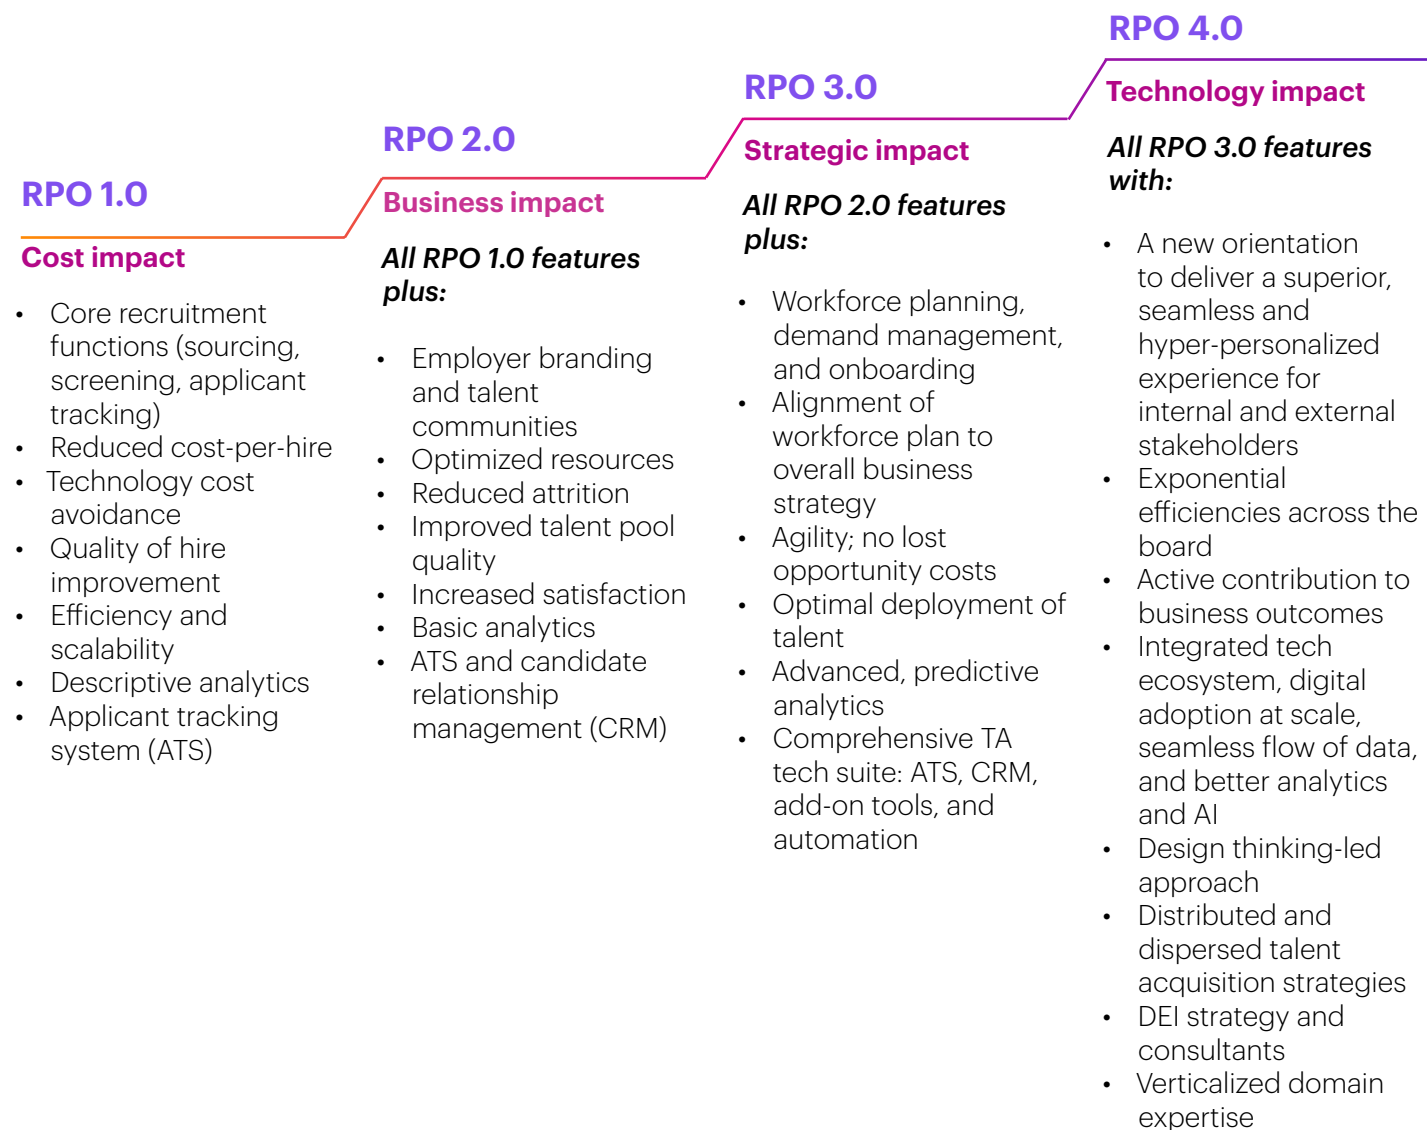 RPO 1.0
Cost impact
• Core recruitment
functions (sourcing,
screening, applicant
tracking)
• Reduced cost-per-hire
• Technology cost
avoidance
• Quality of hire
improvement
• Efficiency and
scalability
• Descriptive analytics
• Applicant tracking
system (ATS)
RPO 2.0
Business impact
All RPO 1.0 features
plus:
• Employer branding
and talent
communities
• Optimized resources
• Reduced attrition
• Improved talent pool
quality
• Increased satisfaction
• Basic analytics
• ATS and candidate
relationship
management (CRM)
RPO 3.0
Strategic impact
All RPO 2.0 features
plus:
• Workforce planning,
demand management,
and onboarding
• Alignment of
workforce plan to
overall business
strategy
• Agility; no lost
opportunity costs
• Optimal deployment of
talent
• Advanced, predictive
analytics
• Comprehensive TA
tech suite: ATS, CRM,
add-on tools, and
automation
RPO 4.0
Technology impact
All RPO 3.0 features
with:
• A new orientation
to deliver a superior,
seamless and
hyper-personalized
experience for
internal and external
stakeholders
• Exponential
efficiencies across the
board
• Active contribution to
business outcomes
• Integrated tech
ecosystem, digital
adoption at scale,
seamless flow of data,
and better analytics
and AI
• Design thinking-led
approach
• Distributed and
dispersed talent
acquisition strategies
• DEI strategy and
consultants
• Verticalized domain
expertise